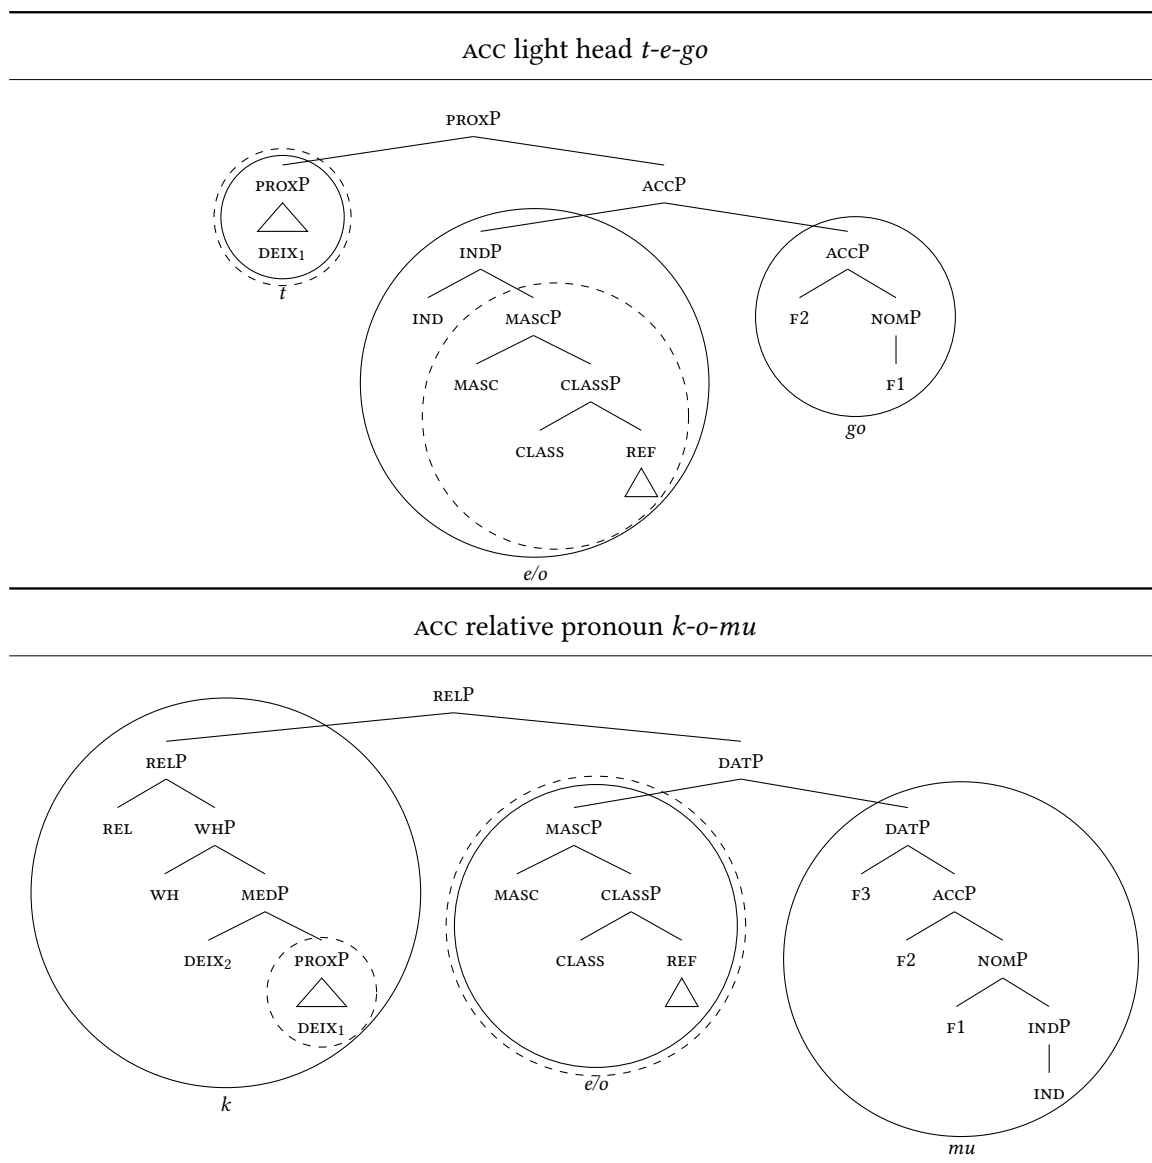 ACC light head t-e-go
PROXP
PROXP ACCP
DEIX₁ INDP ACCP
t
IND MASCP F2 NOMP
MASC CLASSP F1
go
CLASS REF
e/o
ACC relative pronoun k-o-mu
RELP
RELP DATP
REL WHP MASCP DATP
WH MEDP MASC CLASSP F3 ACCP
DEIX₂ PROXP CLASS REF F2 NOMP
DEIX₁ F1 INDP
e/o
k IND
mu